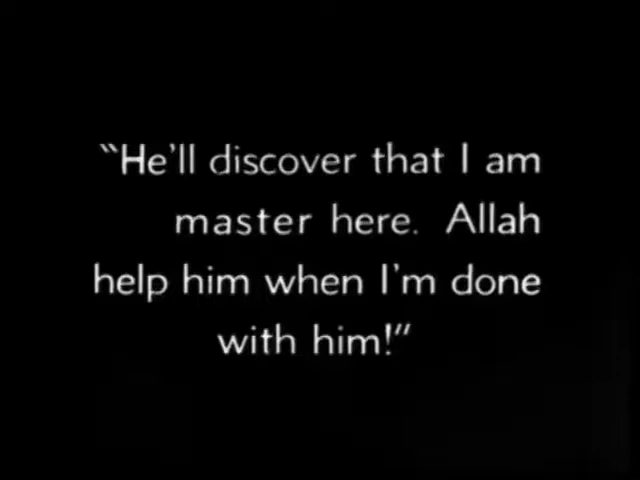 "He'll discover that I am
master here. Allah
help him when I'm done
with him!"